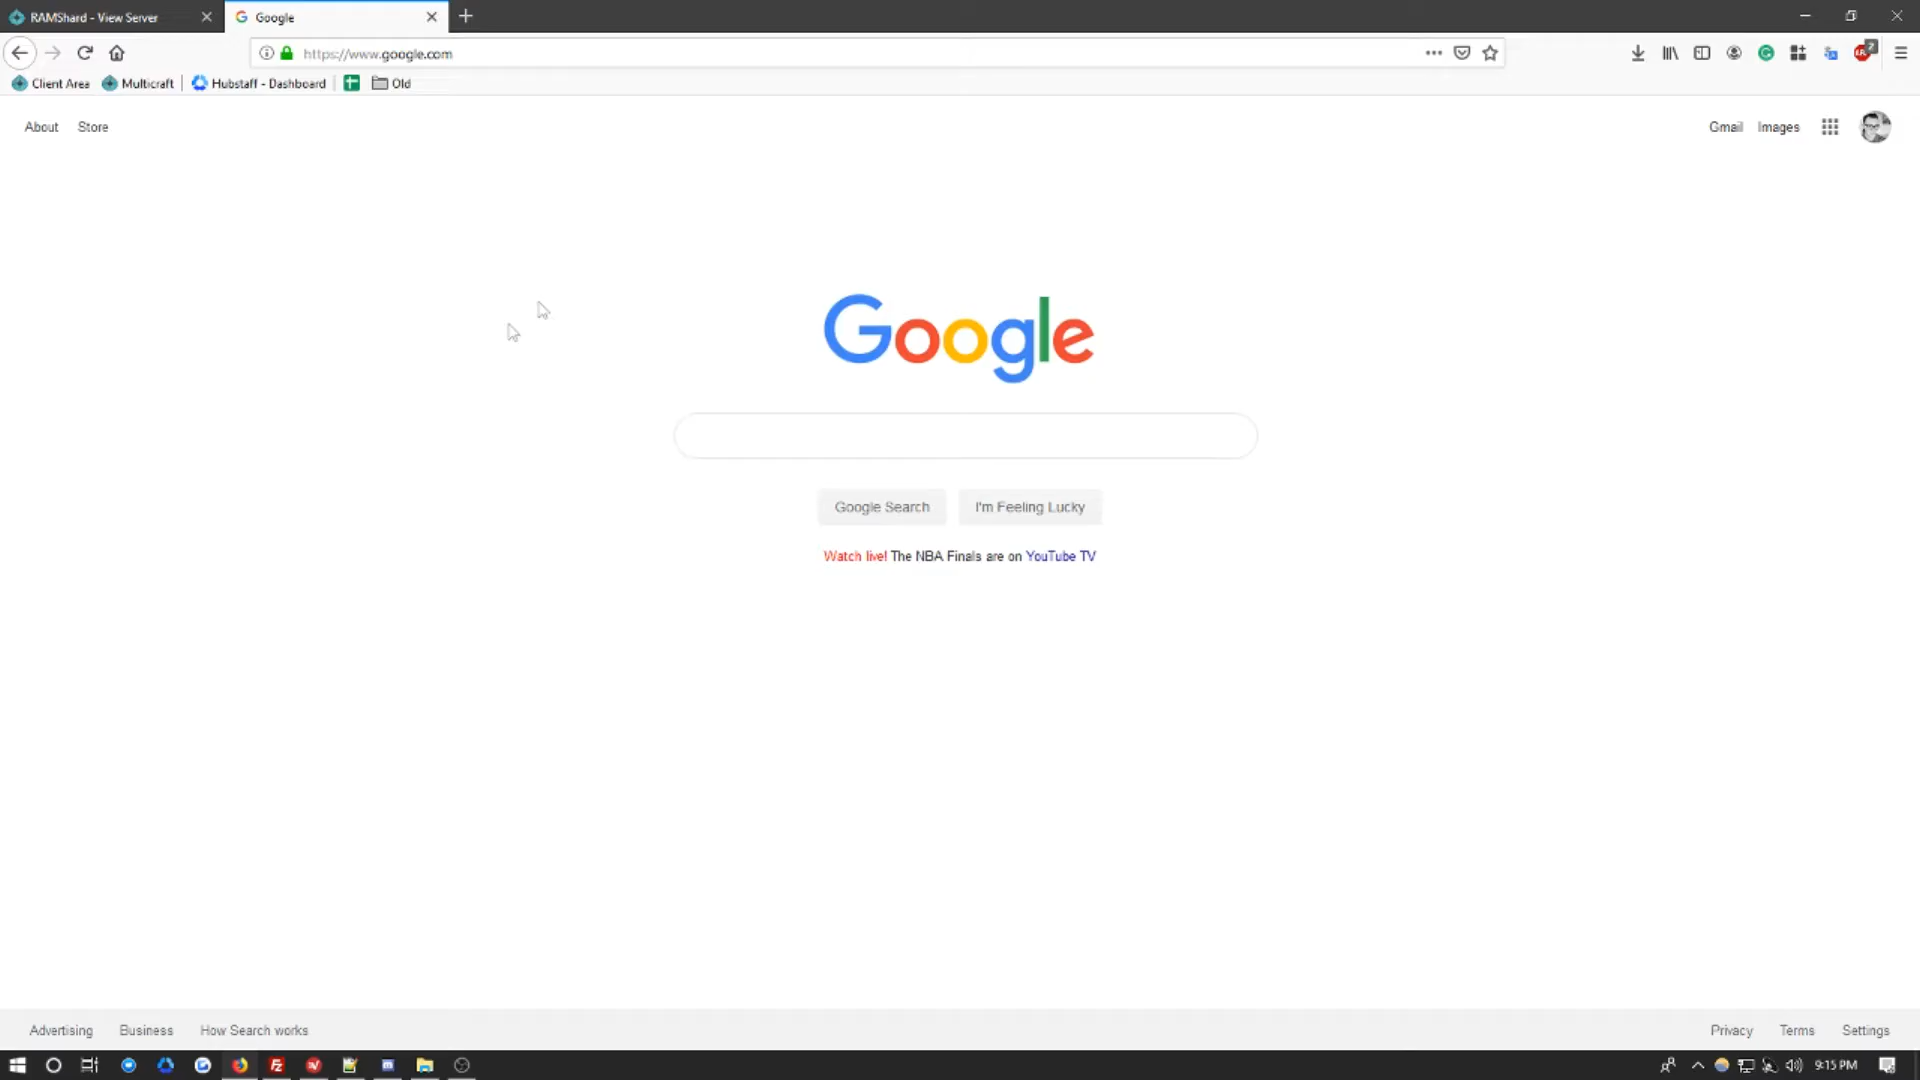 RAMShard - View Server
Google
https://www.google.com
2
Client Area
Multicraft
Hubstaff - Dashboard
Old
About
Store
Gmail
Images
Google
Google Search
I'm Feeling Lucky
Watch live! The NBA Finals are on YouTube TV
Advertising
Business
How Search works
Privacy
Terms
Settings
9:15 PM